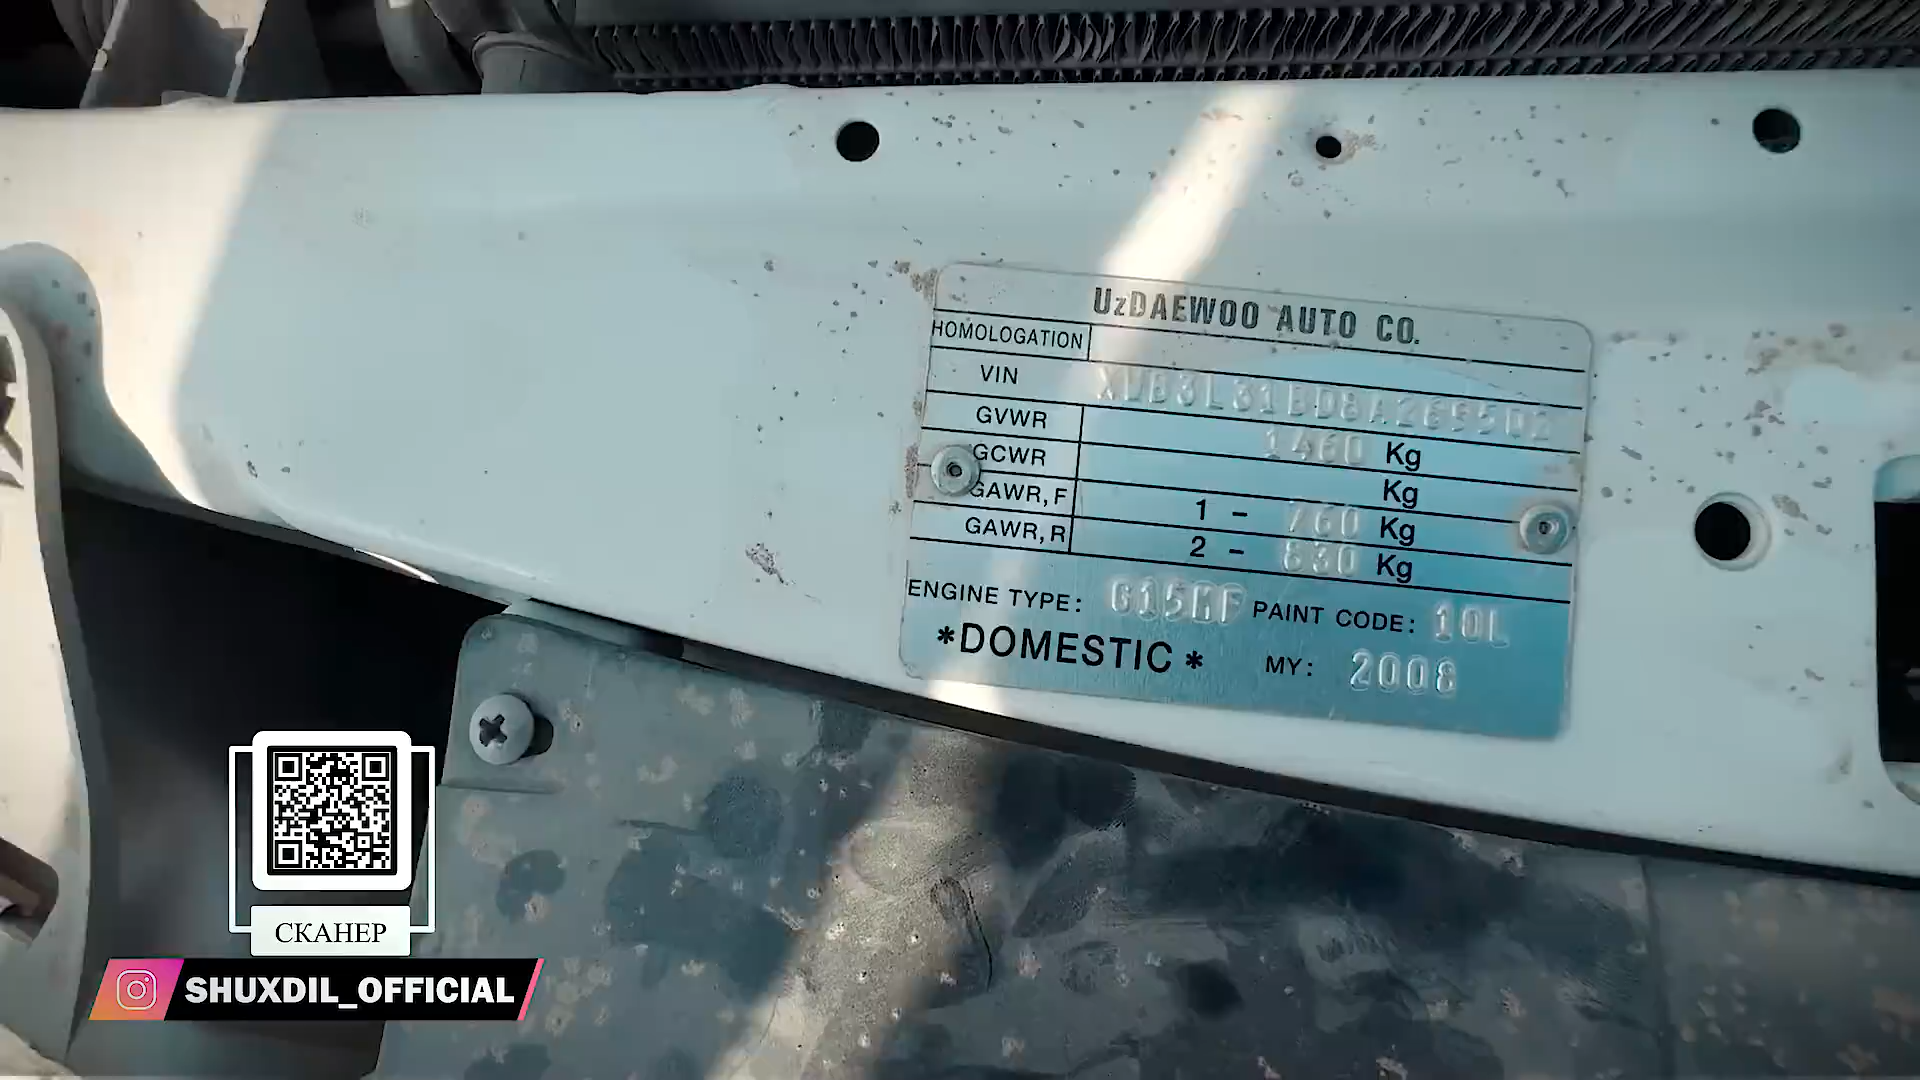 UzDAEWOO AUTO CO.
HOMOLOGATION
VIN
GVWR 1460 Kg
GCWR Kg
GAWR, F 1 - 760 Kg
GAWR, R 2 - 830 Kg
ENGINE TYPE: G15MF PAINT CODE: 10L
*DOMESTIC* MY: 2008
СКАНЕР
SHUXDIL_OFFICIAL